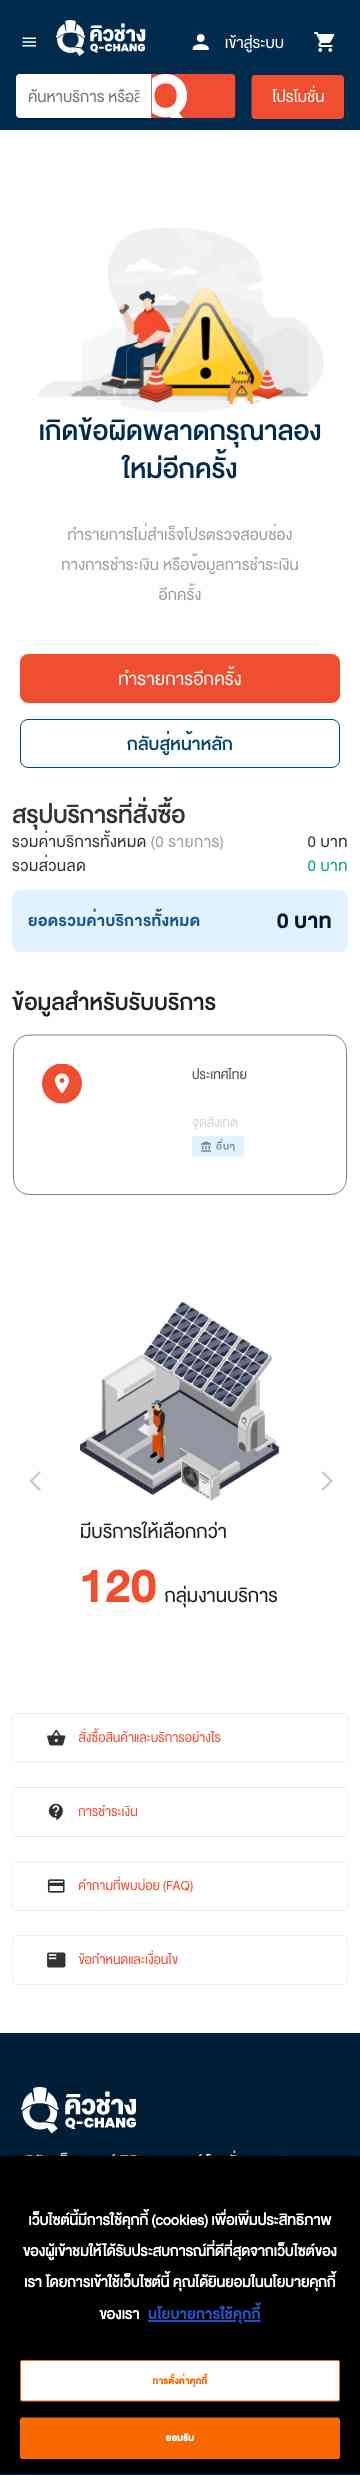 คิวช่าง
Q-CHANG
เข้าสู่ระบบ
ค้นหาบริการ หรือสิ
โปรโมชั่น
เกิดข้อผิดพลาดกรุณาลอง
ใหม่อีกครั้ง
ทำรายการไม่สำเร็จโปรตรวจสอบช่อง
ทางการชำระเงิน หรือข้อมูลการชำระเงิน
อีกครั้ง
ทำรายการอีกครั้ง
กลับสู่หน้าหลัก
สรุปบริการที่สั่งซื้อ
รวมค่าบริการทั้งหมด (0 รายการ) 0 บาท
รวมส่วนลด 0 บาท
ยอดรวมค่าบริการทั้งหมด 0 บาท
ข้อมูลสำหรับรับบริการ
ประเทศไทย
จุดสังเกต
อื่นๆ
มีบริการให้เลือกกว่า
120 กลุ่มงานบริการ
สั่งซื้อสินค้าและบริการอย่างไร
การชำระเงิน
คำถามที่พบบ่อย (FAQ)
ข้อกำหนดและเงื่อนไข
คิวช่าง
Q-CHANG
เว็บไซต์นี้มีการใช้คุกกี้ (cookies) เพื่อเพิ่มประสิทธิภาพ
ของผู้เข้าชมให้ได้รับประสบการณ์ที่ดีที่สุดจากเว็บไซต์ของ
เรา โดยการเข้าใช้เว็บไซต์นี้ คุณได้ยินยอมในนโยบายคุกกี้
ของเรา นโยบายการใช้คุกกี้
การตั้งค่าคุกกี้
ยอมรับ